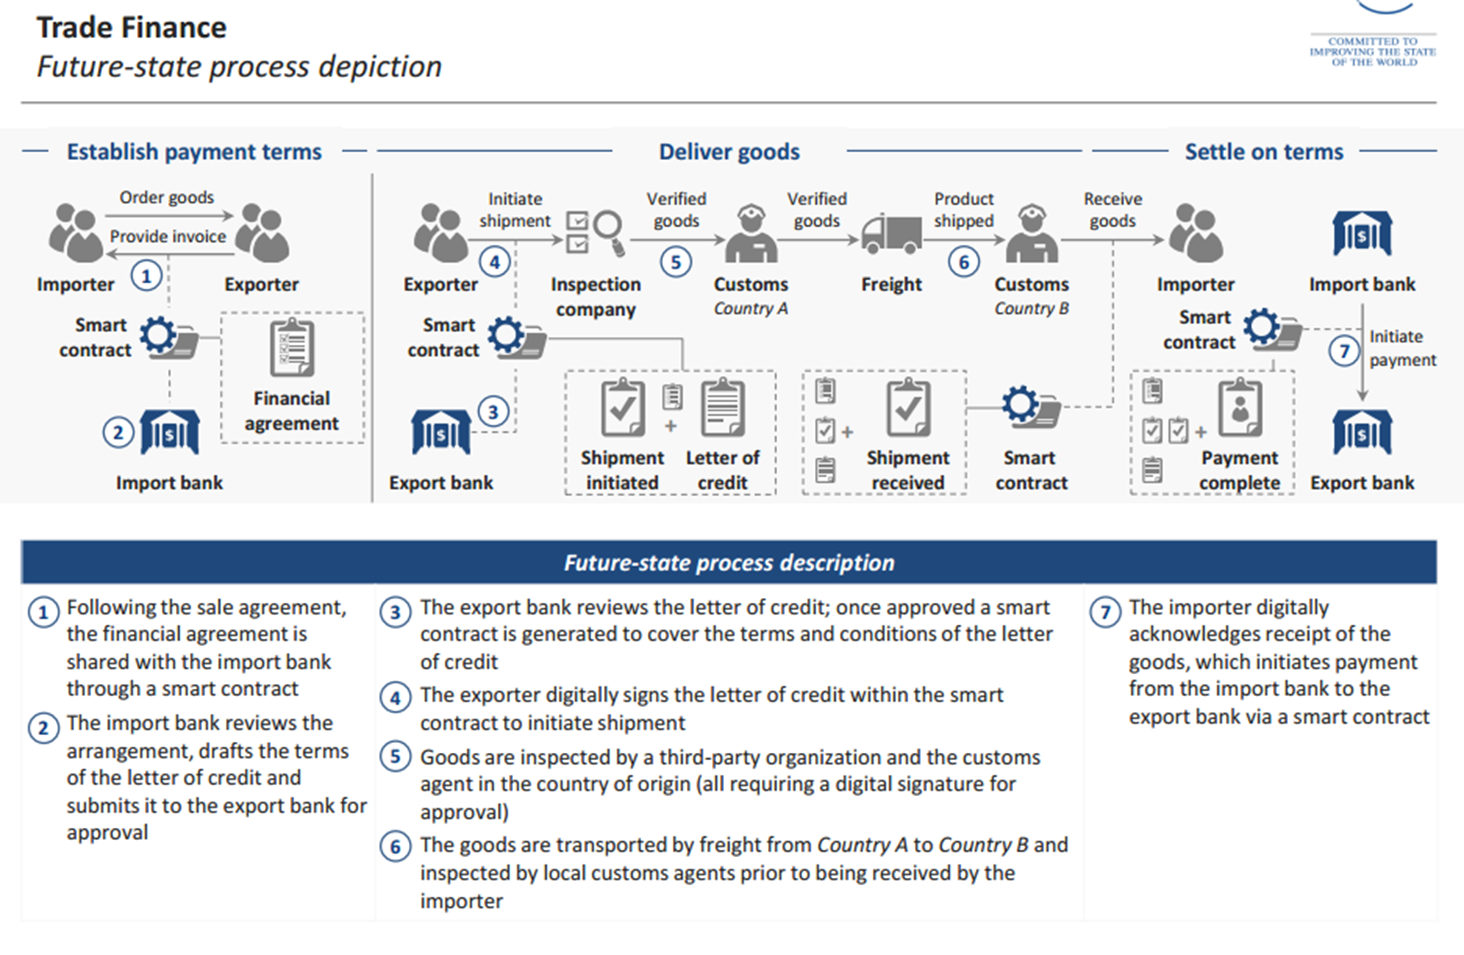 Trade Finance
Future-state process depiction
COMMITTED TO
IMPROVING THE STATE
OF THE WORLD
Establish payment terms
Deliver goods
Settle on terms
Order goods
Provide invoice
1
Importer
Exporter
Smart
contract
Financial
agreement
2
Import bank
Initiate
shipment
Verified
goods
Verified
goods
Product
shipped
Receive
goods
4
5
6
Exporter
Inspection
company
Customs
Country A
Freight
Customs
Country B
Importer
Import bank
Smart
contract
3
Export bank
+
Shipment
initiated
Letter of
credit
+
Shipment
received
Smart
contract
Smart
contract
7
Initiate
payment
+
Payment
complete
Export bank
Future-state process description
1 Following the sale agreement,
the financial agreement is
shared with the import bank
through a smart contract
2 The import bank reviews the
arrangement, drafts the terms
of the letter of credit and
submits it to the export bank for
approval
3 The export bank reviews the letter of credit; once approved a smart
contract is generated to cover the terms and conditions of the letter
of credit
4 The exporter digitally signs the letter of credit within the smart
contract to initiate shipment
5 Goods are inspected by a third-party organization and the customs
agent in the country of origin (all requiring a digital signature for
approval)
6 The goods are transported by freight from Country A to Country B and
inspected by local customs agents prior to being received by the
importer
7 The importer digitally
acknowledges receipt of the
goods, which initiates payment
from the import bank to the
export bank via a smart contract